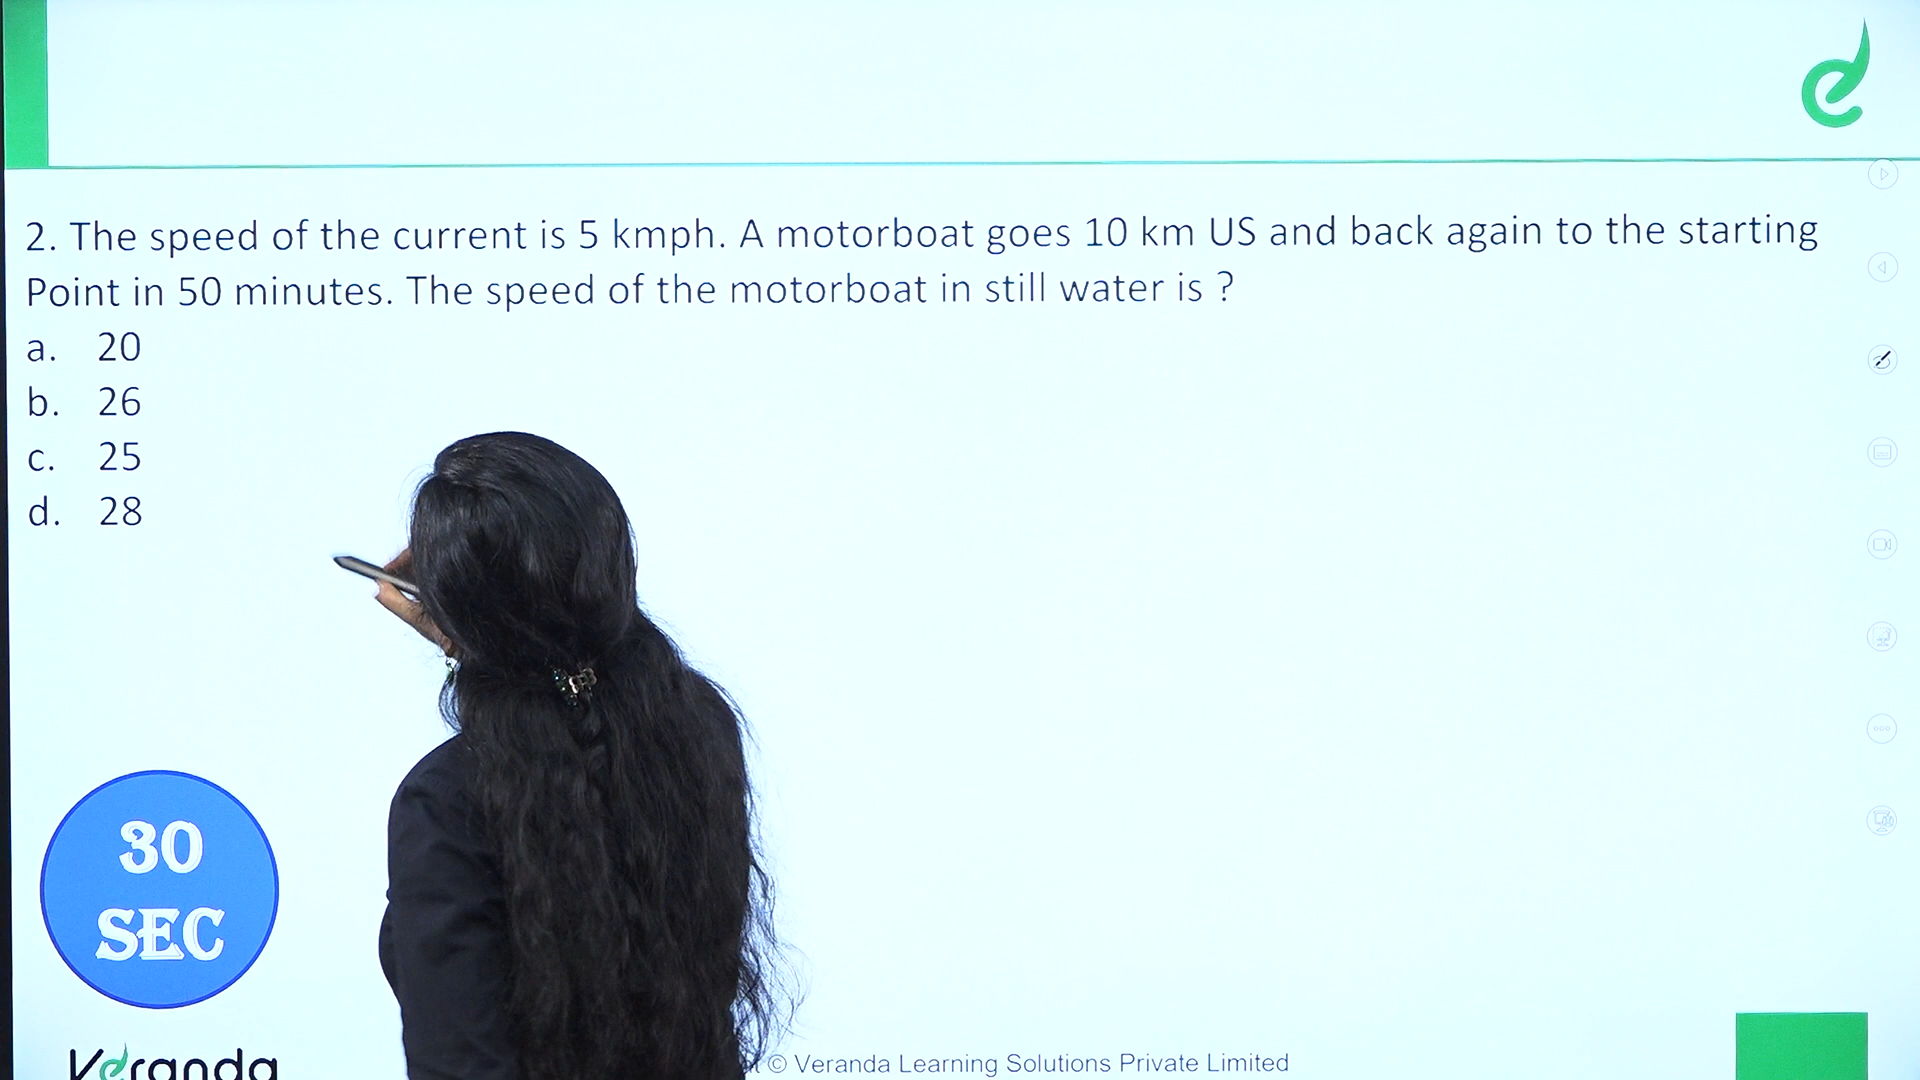 2. The speed of the current is 5 kmph. A motorboat goes 10 km US and back again to the starting
Point in 50 minutes. The speed of the motorboat in still water is ?
a. 20
b. 26
c. 25
d. 28
30
SEC
Veranda
© Veranda Learning Solutions Private Limited